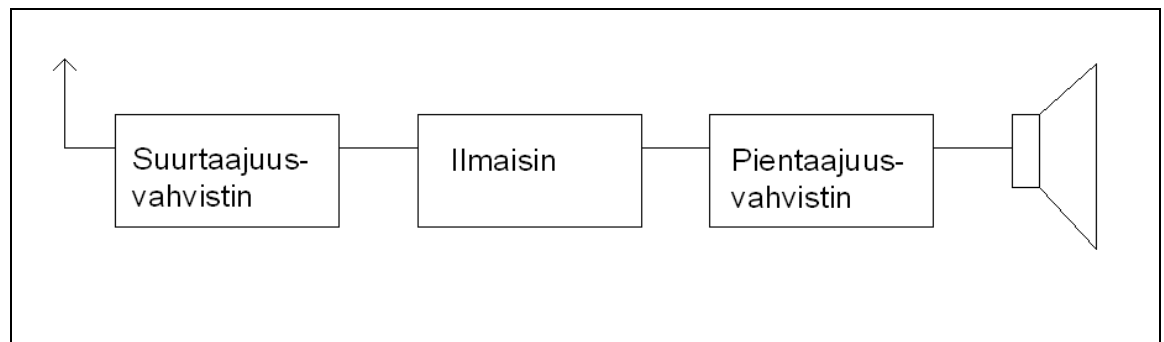 Suurtaajuus-
vahvistin
Ilmaisin
Pientaajuus-
vahvistin